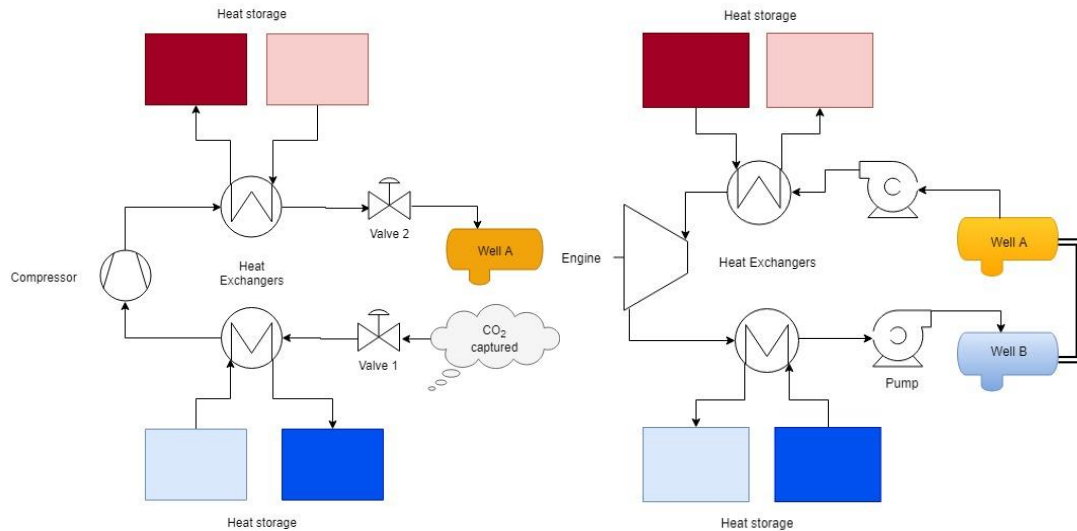 Heat storage
Compressor
Heat
Exchangers
Valve 2
Well A
Valve 1
CO₂
captured
Heat storage
Heat storage
Engine
Heat Exchangers
Well A
Well B
Pump
Heat storage